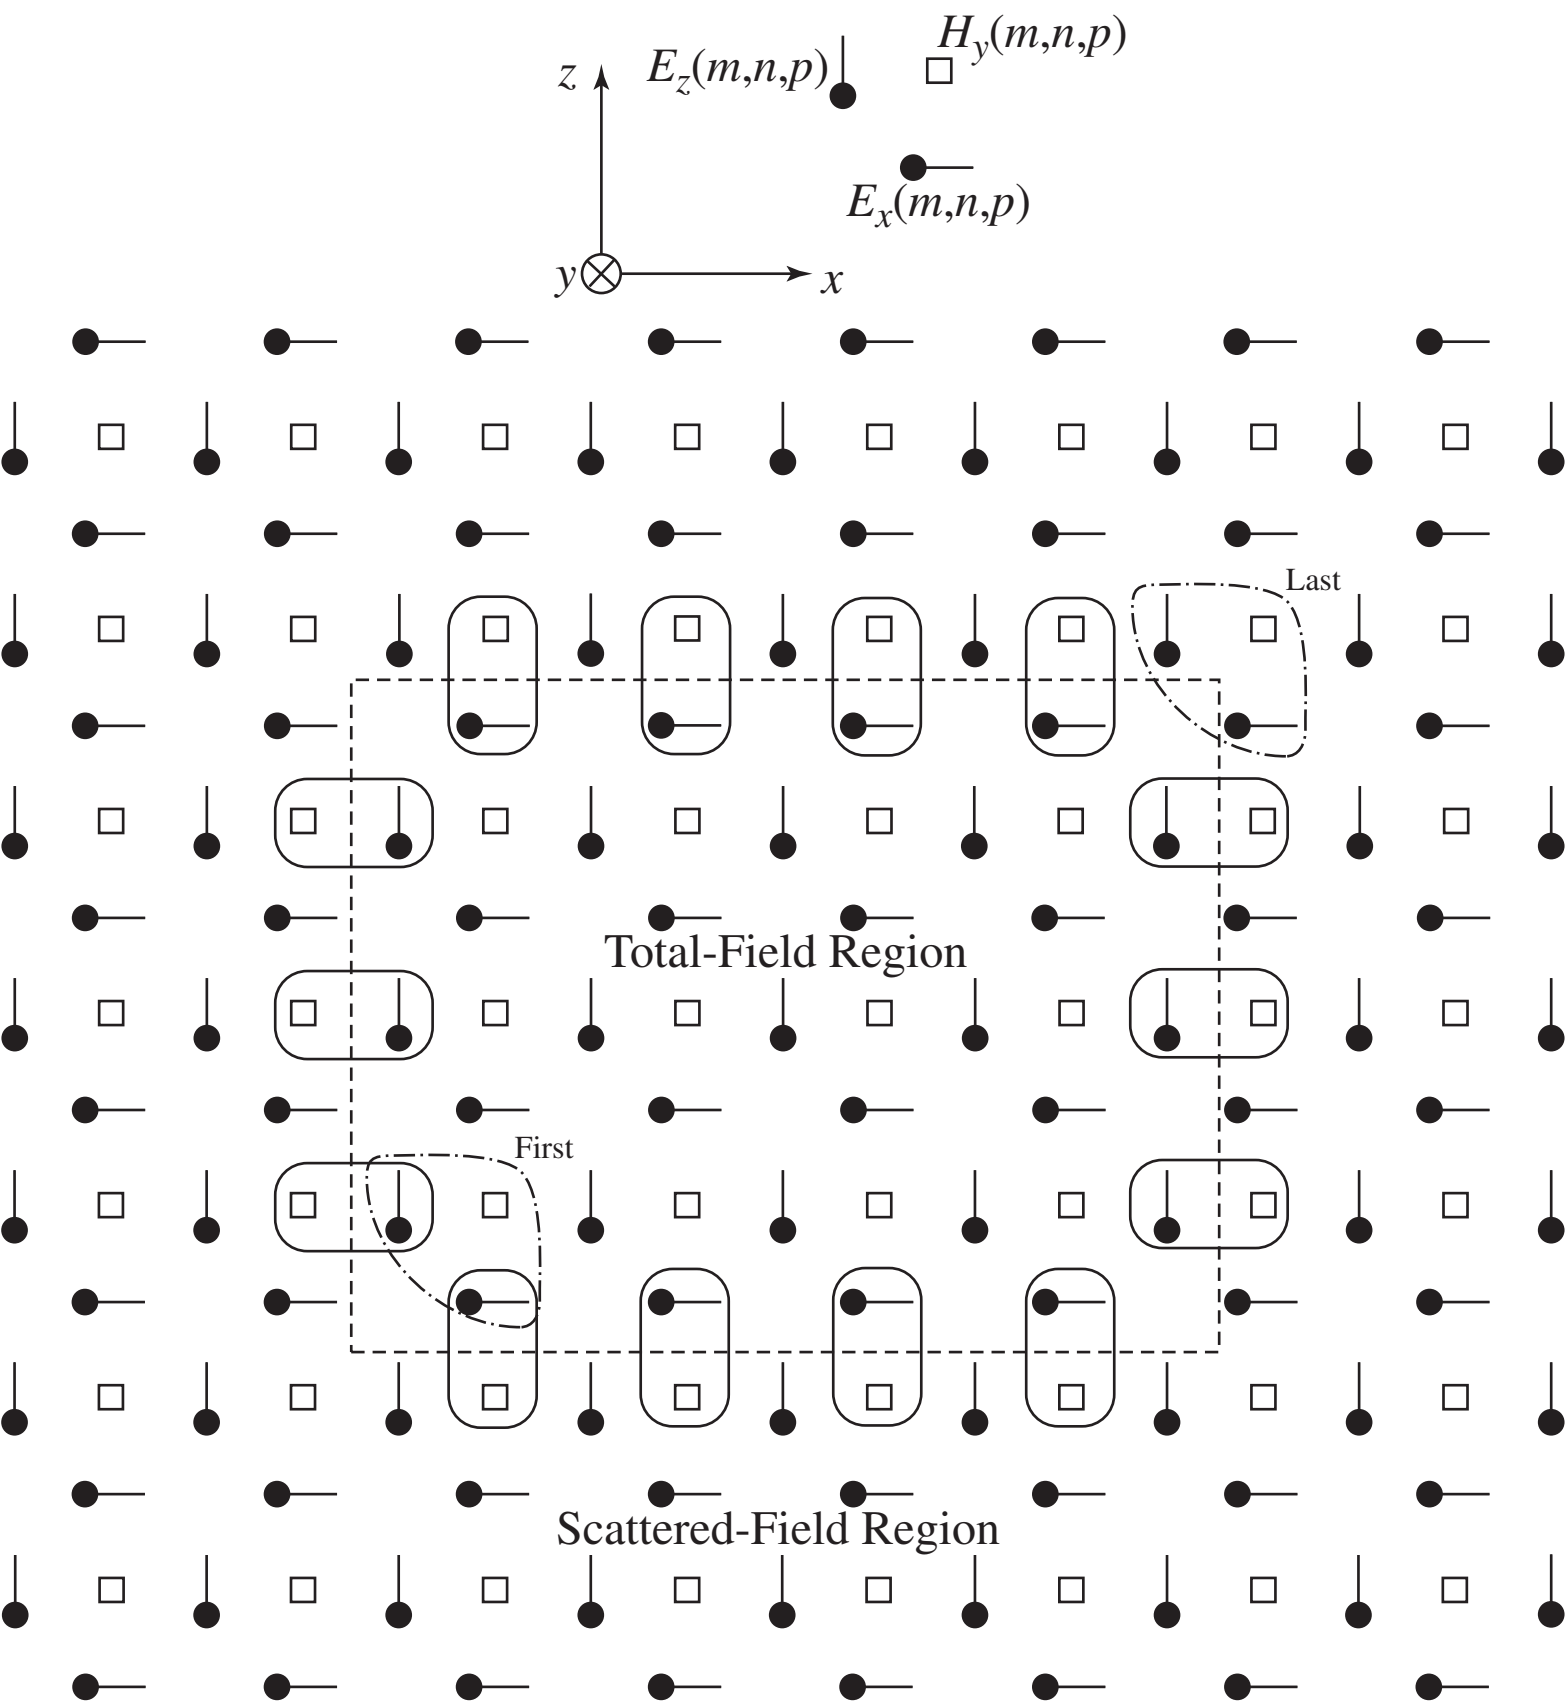 H_y(m,n,p)
z E_z(m,n,p)
E_x(m,n,p)
y x
Last
Total-Field Region
First
Scattered-Field Region